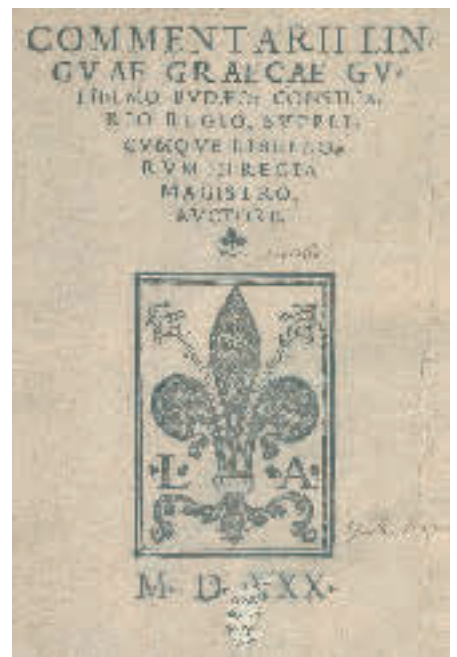 COMMENTARII LIN-
GVAE GRAECAE GV-
LIELMO BVDAEO, CONSILIA-
RIO REGIO, SVPPLI-
CVMQVE LIBELLO-
RVM IN REGIA
MAGISTRO,
AVCTORE.
·L· ·A·
M· D· XXX·